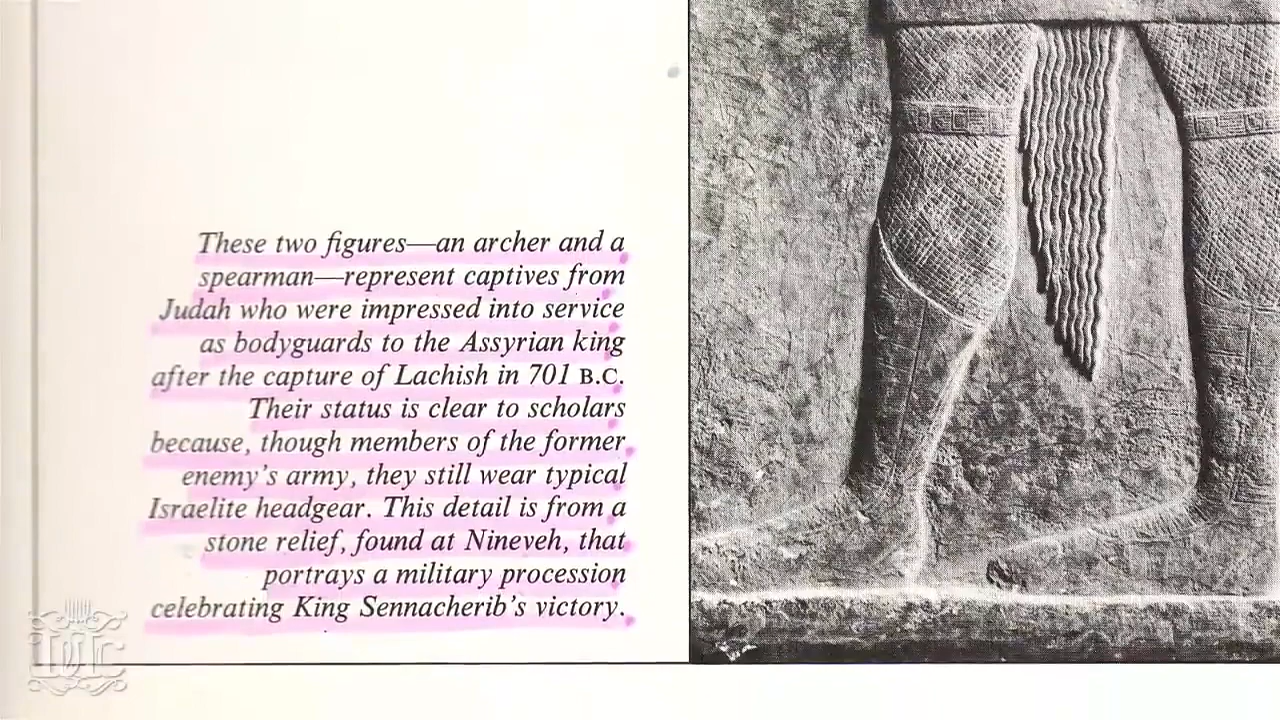 These two figures—an archer and a
spearman—represent captives from
Judah who were impressed into service
as bodyguards to the Assyrian king
after the capture of Lachish in 701 B.C.
Their status is clear to scholars
because, though members of the former
enemy's army, they still wear typical
Israelite headgear. This detail is from a
stone relief, found at Nineveh, that
portrays a military procession
celebrating King Sennacherib's victory.